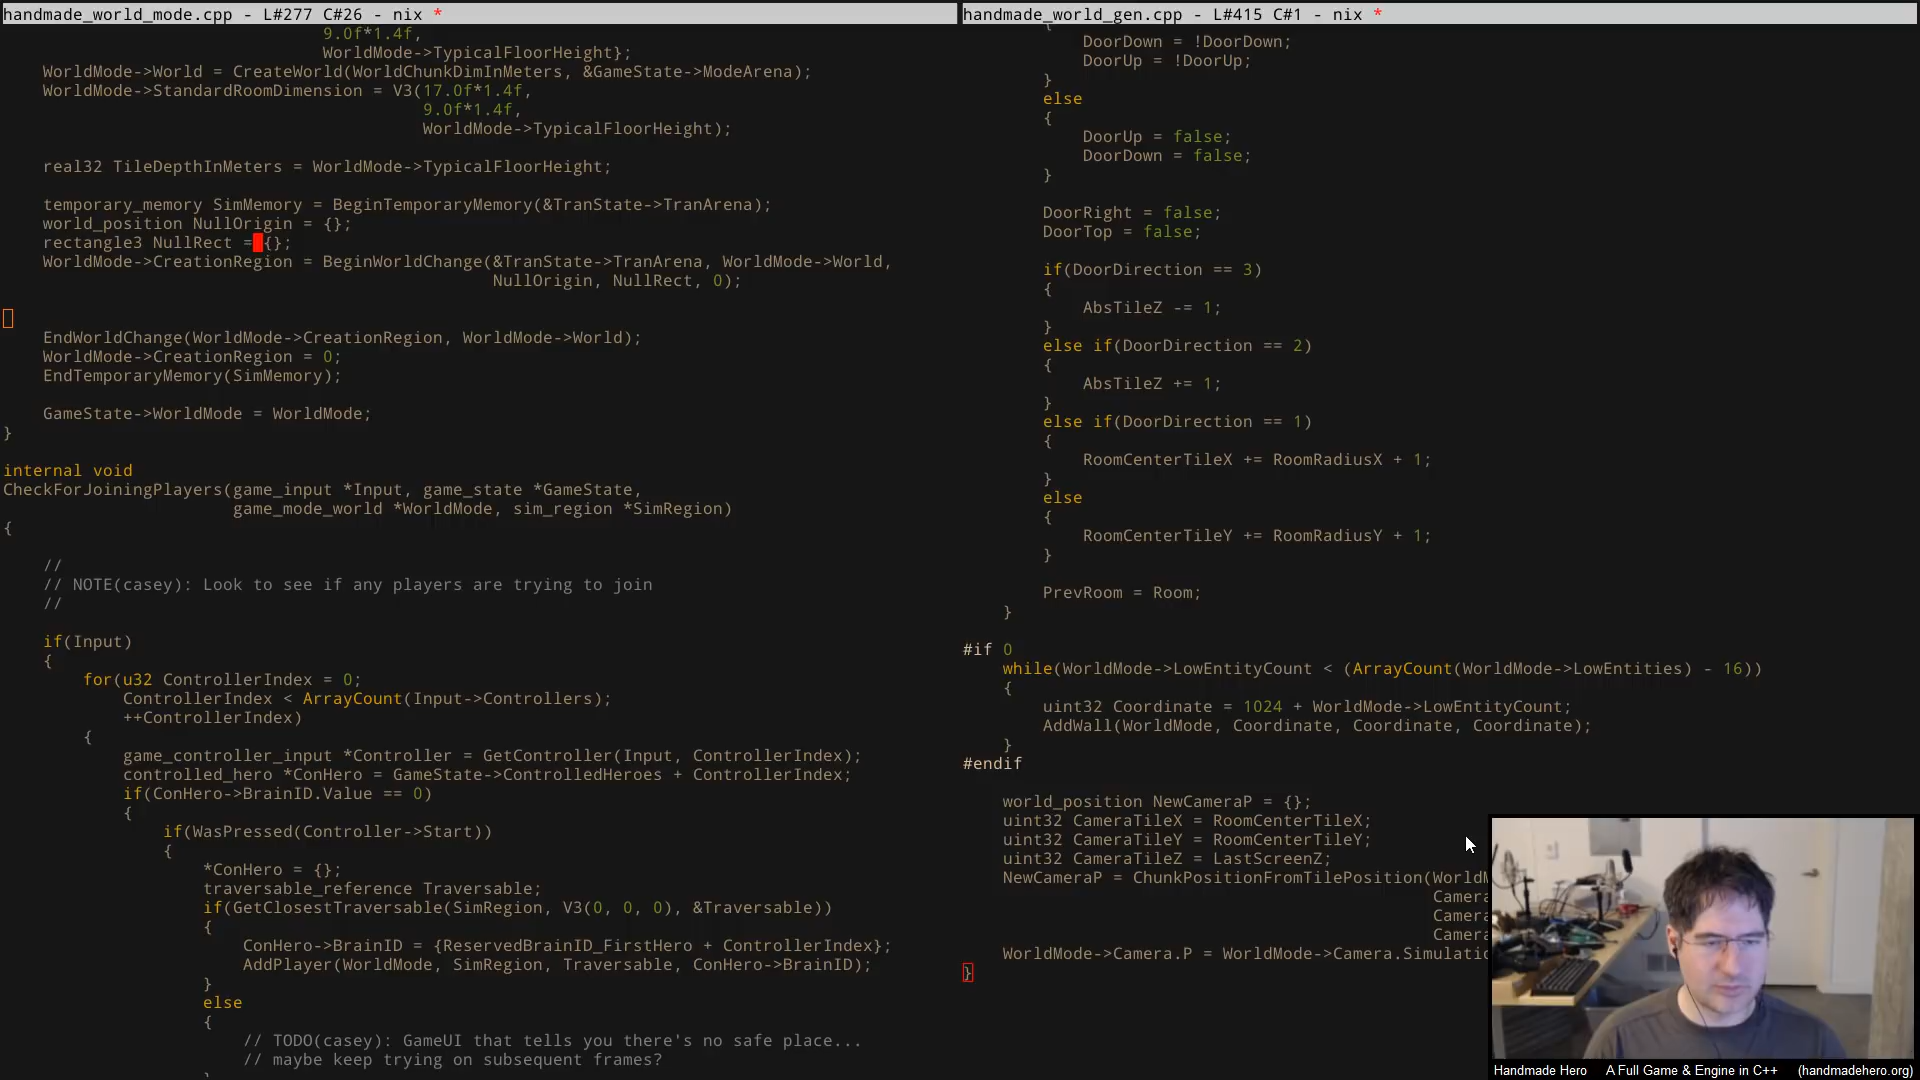 handmade_world_mode.cpp - L#277 C#26 - nix *
9.0f*1.4f,
WorldMode->TypicalFloorHeight};
WorldMode->World = CreateWorld(WorldChunkDimInMeters, &GameState->ModeArena);
WorldMode->StandardRoomDimension = V3(17.0f*1.4f,
9.0f*1.4f,
WorldMode->TypicalFloorHeight);
real32 TileDepthInMeters = WorldMode->TypicalFloorHeight;
temporary_memory SimMemory = BeginTemporaryMemory(&TranState->TranArena);
world_position NullOrigin = {};
rectangle3 NullRect = {};
WorldMode->CreationRegion = BeginWorldChange(&TranState->TranArena, WorldMode->World,
NullOrigin, NullRect, 0);
EndWorldChange(WorldMode->CreationRegion, WorldMode->World);
WorldMode->CreationRegion = 0;
EndTemporaryMemory(SimMemory);
GameState->WorldMode = WorldMode;
}
internal void
CheckForJoiningPlayers(game_input *Input, game_state *GameState,
game_mode_world *WorldMode, sim_region *SimRegion)
{
//
// NOTE(casey): Look to see if any players are trying to join
//
if(Input)
{
for(u32 ControllerIndex = 0;
ControllerIndex < ArrayCount(Input->Controllers);
++ControllerIndex)
{
game_controller_input *Controller = GetController(Input, ControllerIndex);
controlled_hero *ConHero = GameState->ControlledHeroes + ControllerIndex;
if(ConHero->BrainID.Value == 0)
{
if(WasPressed(Controller->Start))
{
*ConHero = {};
traversable_reference Traversable;
if(GetClosestTraversable(SimRegion, V3(0, 0, 0), &Traversable))
{
ConHero->BrainID = {ReservedBrainID_FirstHero + ControllerIndex};
AddPlayer(WorldMode, SimRegion, Traversable, ConHero->BrainID);
}
else
{
// TODO(casey): GameUI that tells you there's no safe place...
// maybe keep trying on subsequent frames?
handmade_world_gen.cpp - L#415 C#1 - nix *
{
DoorDown = !DoorDown;
DoorUp = !DoorUp;
}
else
{
DoorUp = false;
DoorDown = false;
}
DoorRight = false;
DoorTop = false;
if(DoorDirection == 3)
{
AbsTileZ -= 1;
}
else if(DoorDirection == 2)
{
AbsTileZ += 1;
}
else if(DoorDirection == 1)
{
RoomCenterTileX += RoomRadiusX + 1;
}
else
{
RoomCenterTileY += RoomRadiusY + 1;
}
PrevRoom = Room;
}
#if 0
while(WorldMode->LowEntityCount < (ArrayCount(WorldMode->LowEntities) - 16))
{
uint32 Coordinate = 1024 + WorldMode->LowEntityCount;
AddWall(WorldMode, Coordinate, Coordinate, Coordinate);
}
#endif
world_position NewCameraP = {};
uint32 CameraTileX = RoomCenterTileX;
uint32 CameraTileY = RoomCenterTileY;
uint32 CameraTileZ = LastScreenZ;
NewCameraP = ChunkPositionFromTilePosition(WorldM
Camera
Camera
Camera
WorldMode->Camera.P = WorldMode->Camera.Simulatio
}
Handmade Hero A Full Game & Engine in C++ (handmadehero.org)